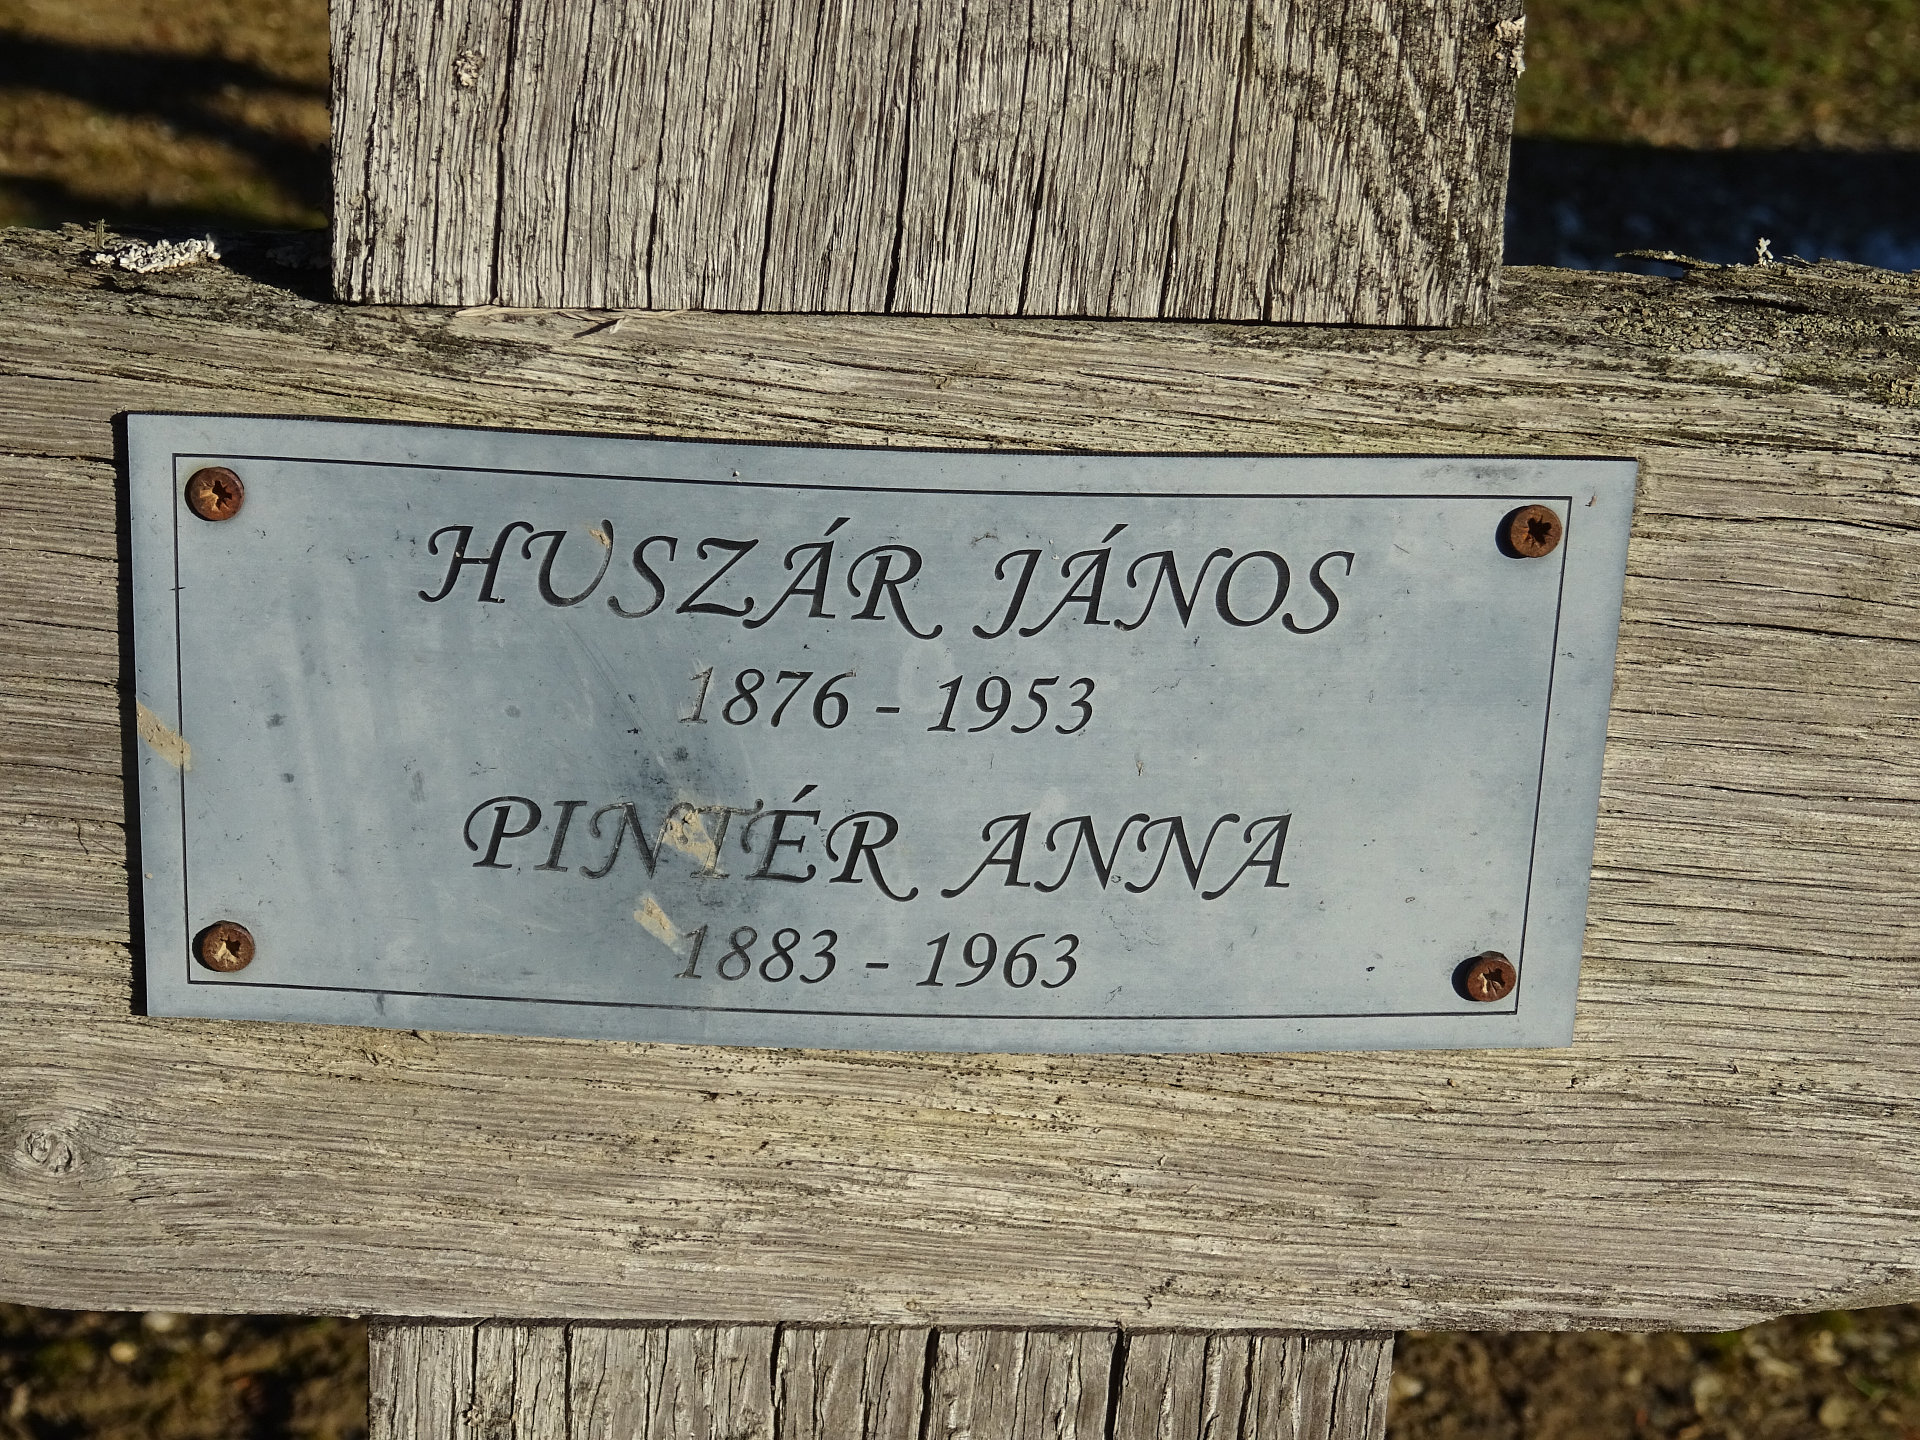 HUSZÁR JÁNOS
1876 - 1953
PINTÉR ANNA
1883 - 1963